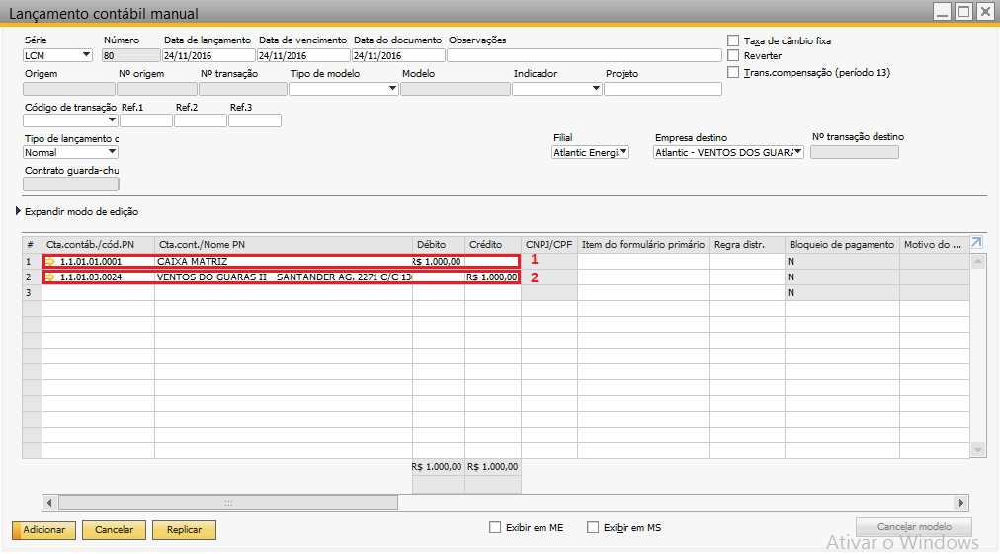 Lançamento contábil manual
Série Número Data de lançamento Data de vencimento Data do documento Observações
LCM 80 24/11/2016 24/11/2016 24/11/2016
Taxa de câmbio fixa
Reverter
Trans.compensação (período 13)
Origem Nº origem Nº transação Tipo de modelo Modelo Indicador Projeto
Código de transação Ref.1 Ref.2 Ref.3
Tipo de lançamento c Filial Empresa destino Nº transação destino
Normal Atlantic Energi Atlantic - VENTOS DOS GUARA
Contrato guarda-chu
Expandir modo de edição
# Cta.contáb./cód.PN Cta.cont./Nome PN Débito Crédito CNPJ/CPF Item do formulário primário Regra distr. Bloqueio de pagamento Motivo do ...
1 1.1.01.01.0001 CAIXA MATRIZ R$ 1.000,00 1 N
2 1.1.01.03.0024 VENTOS DO GUARAS II - SANTANDER AG. 2271 C/C 13 R$ 1.000,00 2 N
3 N
R$ 1.000,00 R$ 1.000,00
Adicionar Cancelar Replicar Exibir em ME Exibir em MS Cancelar modelo
Ativar o Windows